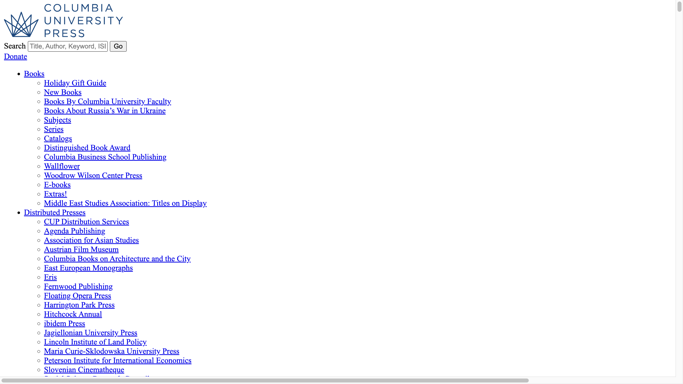 COLUMBIA
UNIVERSITY
PRESS
Search Title, Author, Keyword, ISI Go
Donate
Books
Holiday Gift Guide
New Books
Books By Columbia University Faculty
Books About Russia's War in Ukraine
Subjects
Series
Catalogs
Distinguished Book Award
Columbia Business School Publishing
Wallflower
Woodrow Wilson Center Press
E-books
Extras!
Middle East Studies Association: Titles on Display
Distributed Presses
CUP Distribution Services
Agenda Publishing
Association for Asian Studies
Austrian Film Museum
Columbia Books on Architecture and the City
East European Monographs
Eris
Fernwood Publishing
Floating Opera Press
Harrington Park Press
Hitchcock Annual
ibidem Press
Jagiellonian University Press
Lincoln Institute of Land Policy
Maria Curie-Sklodowska University Press
Peterson Institute for International Economics
Slovenian Cinematheque